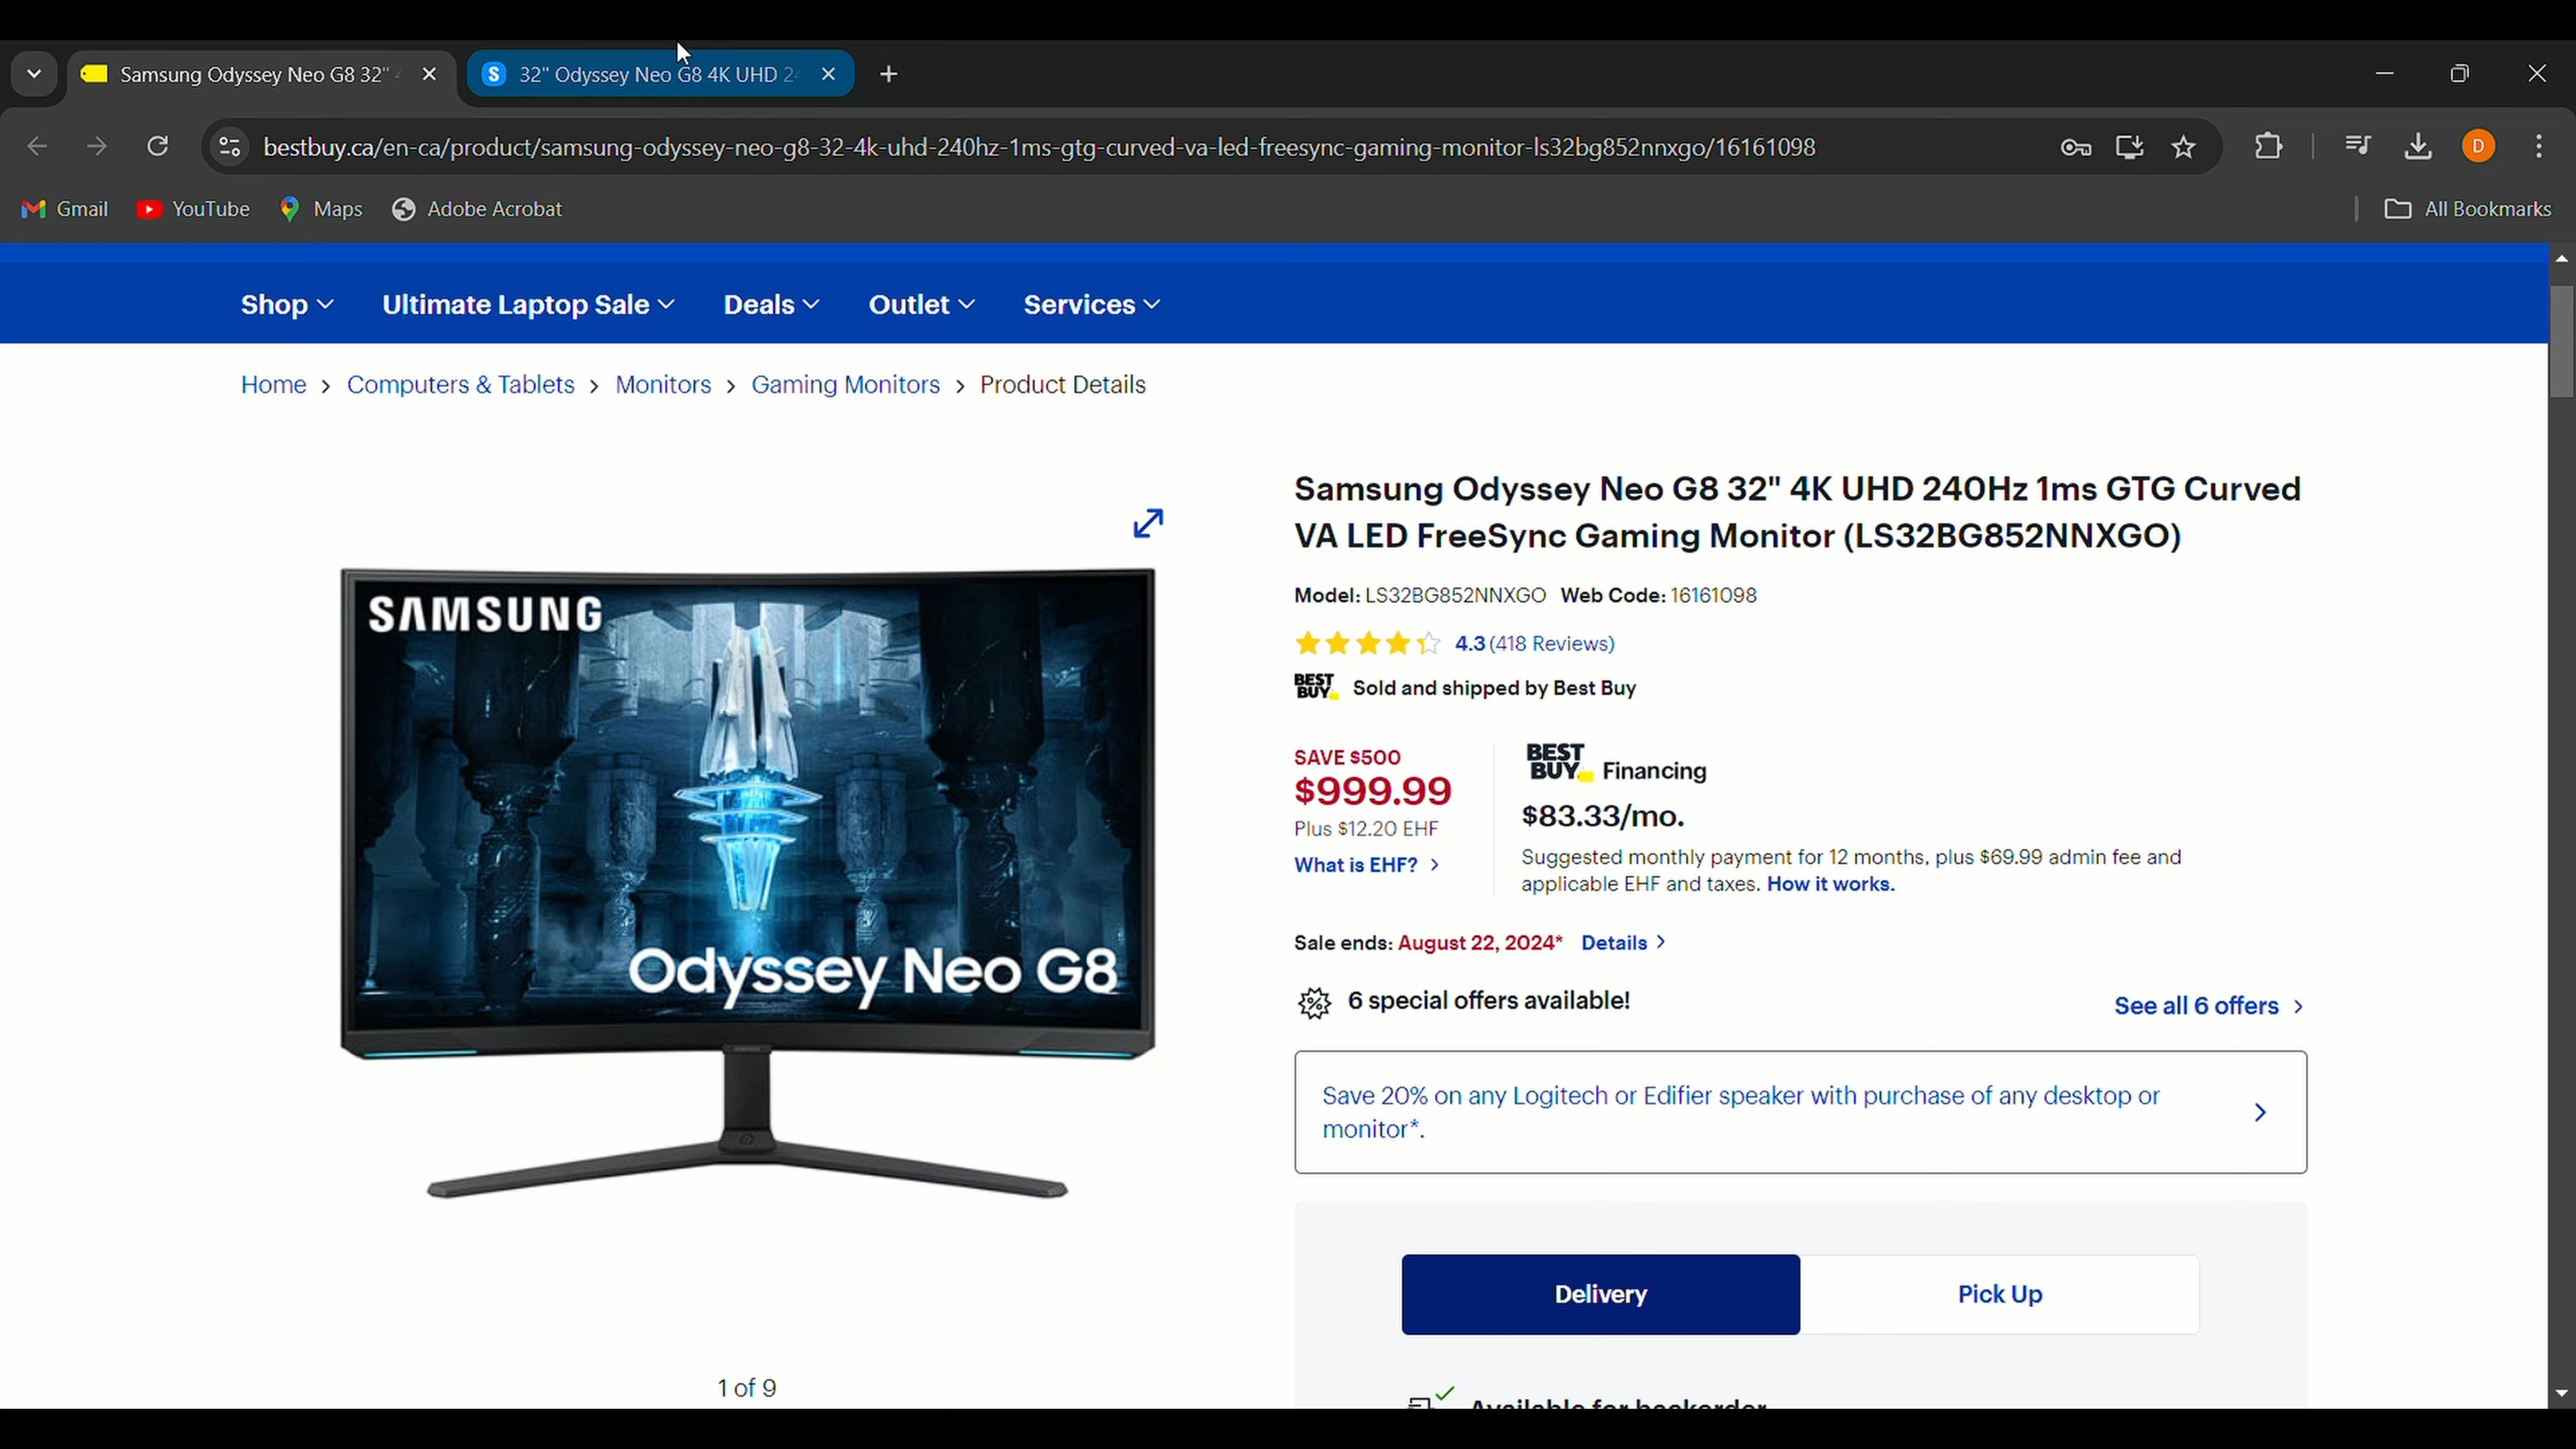 Samsung Odyssey Neo G8 32"
32" Odyssey Neo G8 4K UHD 24
bestbuy.ca/en-ca/product/samsung-odyssey-neo-g8-32-4k-uhd-240hz-1ms-gtg-curved-va-led-freesync-gaming-monitor-ls32bg852nnxgo/16161098
D
Gmail YouTube Maps Adobe Acrobat All Bookmarks
Shop Ultimate Laptop Sale Deals Outlet Services
Home > Computers & Tablets > Monitors > Gaming Monitors > Product Details
SAMSUNG
Odyssey Neo G8
1 of 9
Samsung Odyssey Neo G8 32" 4K UHD 240Hz 1ms GTG Curved
VA LED FreeSync Gaming Monitor (LS32BG852NNXGO)
Model: LS32BG852NNXGO Web Code: 16161098
4.3 (418 Reviews)
BEST BUY Sold and shipped by Best Buy
SAVE $500
$999.99
Plus $12.20 EHF
What is EHF? >
BEST BUY Financing
$83.33/mo.
Suggested monthly payment for 12 months, plus $69.99 admin fee and
applicable EHF and taxes. How it works.
Sale ends: August 22, 2024* Details >
6 special offers available! See all 6 offers >
Save 20% on any Logitech or Edifier speaker with purchase of any desktop or
monitor*.
Delivery Pick Up
Available for backorder